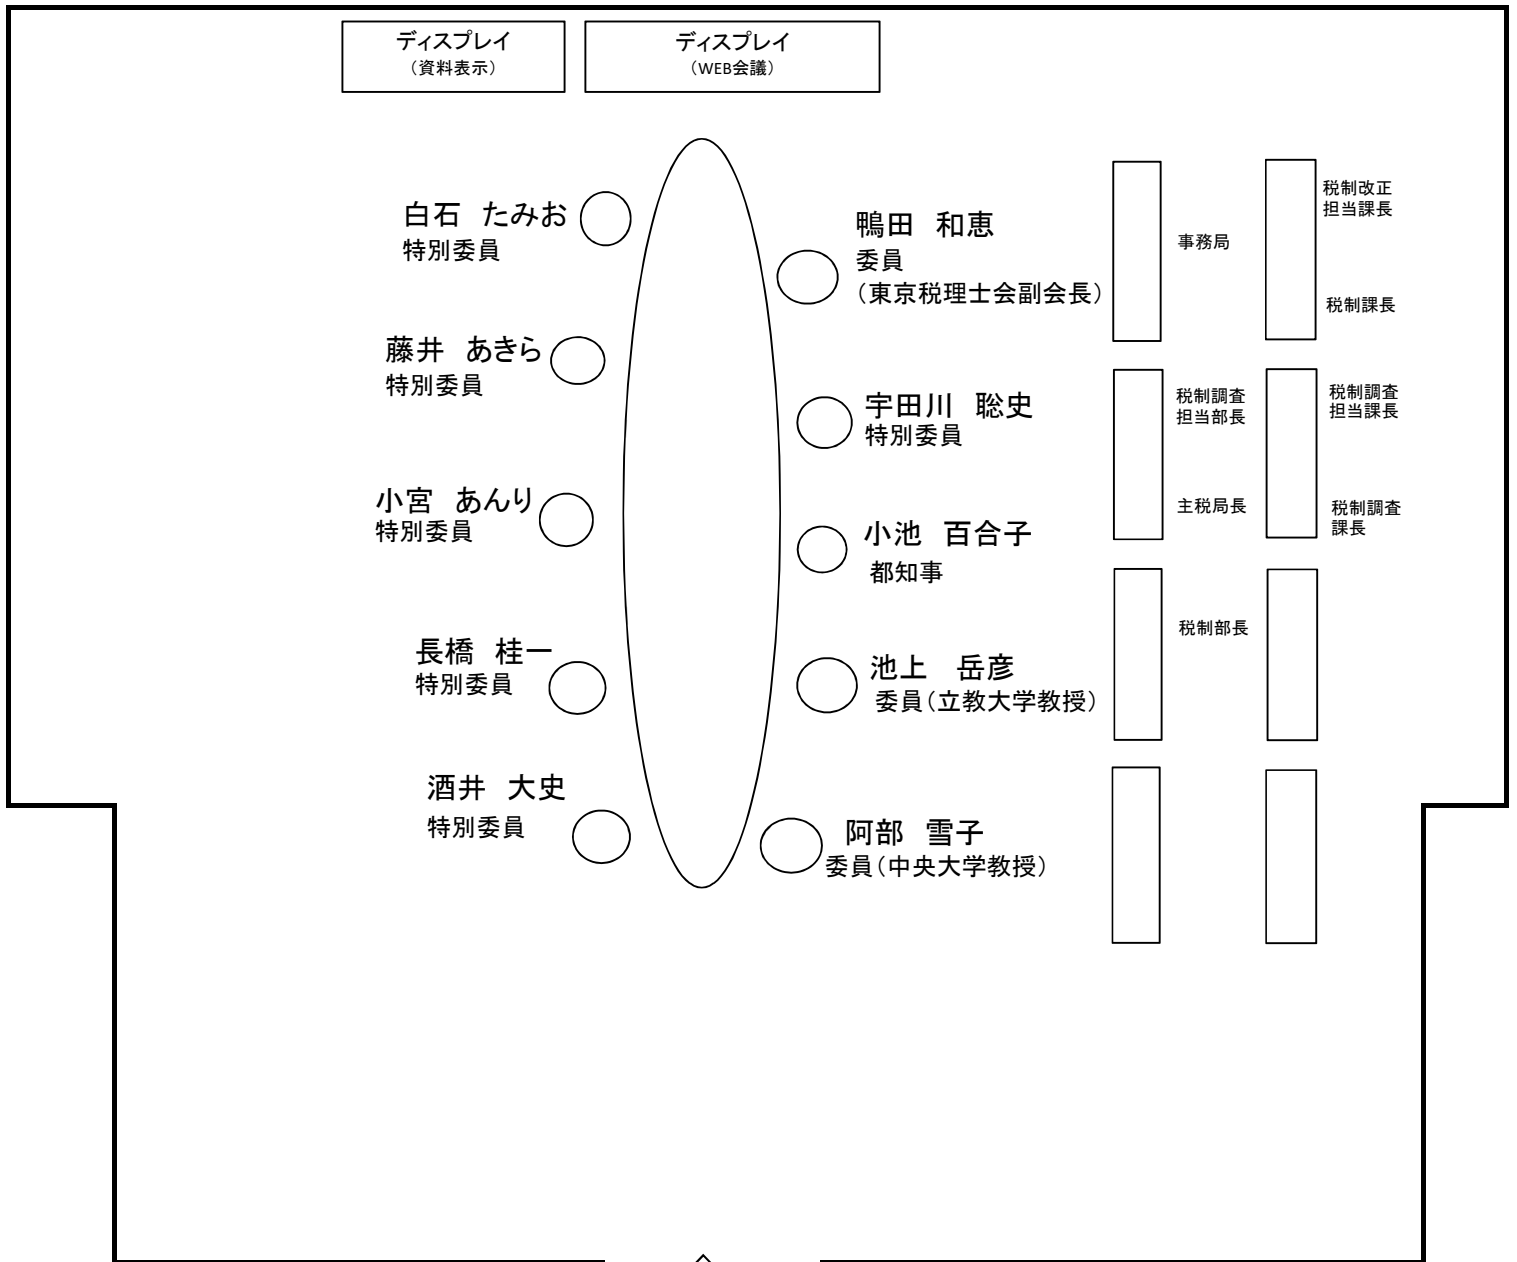 ディスプレイ
（資料表示）
ディスプレイ
（WEB会議）
白石　たみお
特別委員
藤井　あきら
特別委員
小宮　あんり
特別委員
長橋　桂一
特別委員
酒井　大史
特別委員
鴨田　和恵
委員
（東京税理士会副会長）
宇田川　聡史
特別委員
小池　百合子
都知事
池上　岳彦
委員（立教大学教授）
阿部　雪子
委員（中央大学教授）
事務局
税制調査
担当部長
主税局長
税制部長
税制改正
担当課長
税制課長
税制調査
担当課長
税制調査
課長